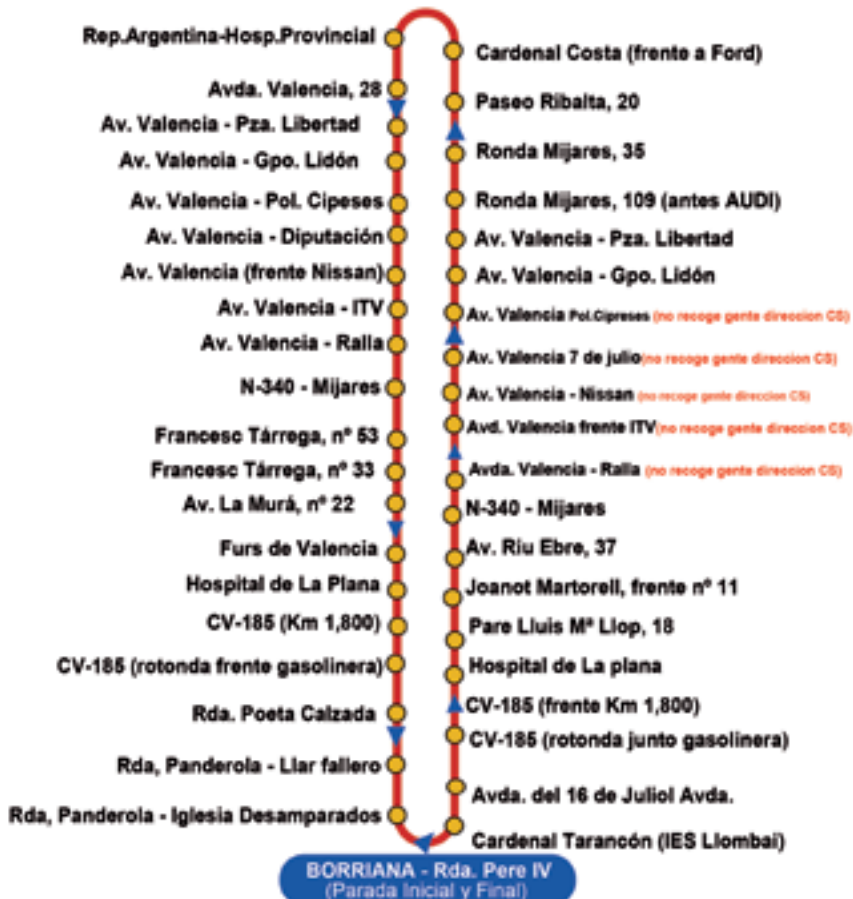 Rep.Argentina-Hosp.Provincial
Avda. Valencia, 28
Av. Valencia - Pza. Libertad
Av. Valencia - Gpo. Lidón
Av. Valencia - Pol. Cipeses
Av. Valencia - Diputación
Av. Valencia (frente Nissan)
Av. Valencia - ITV
Av. Valencia - Ralla
N-340 - Mijares
Francesc Tárrega, nº 53
Francesc Tárrega, nº 33
Av. La Murá, nº 22
Furs de Valencia
Hospital de La Plana
CV-185 (Km 1,800)
CV-185 (rotonda frente gasolinera)
Rda. Poeta Calzada
Rda, Panderola - Llar fallero
Rda, Panderola - Iglesia Desamparados
Cardenal Costa (frente a Ford)
Paseo Ribalta, 20
Ronda Mijares, 35
Ronda Mijares, 109 (antes AUDI)
Av. Valencia - Pza. Libertad
Av. Valencia - Gpo. Lidón
Av. Valencia Pol.Cipreses (no recoge gente direccion CS)
Av. Valencia 7 de julio(no recoge gente direccion CS)
Av. Valencia - Nissan (no recoge gente direccion CS)
Avd. Valencia frente ITV(no recoge gente direccion CS)
Avda. Valencia - Ralla (no recoge gente direccion CS)
N-340 - Mijares
Av. Riu Ebre, 37
Joanot Martorell, frente nº 11
Pare Lluis Mª Llop, 18
Hospital de La plana
CV-185 (frente Km 1,800)
CV-185 (rotonda junto gasolinera)
Avda. del 16 de Juliol Avda.
Cardenal Tarancón (IES Llombai)
BORRIANA - Rda. Pere IV
(Parada Inicial y Final)